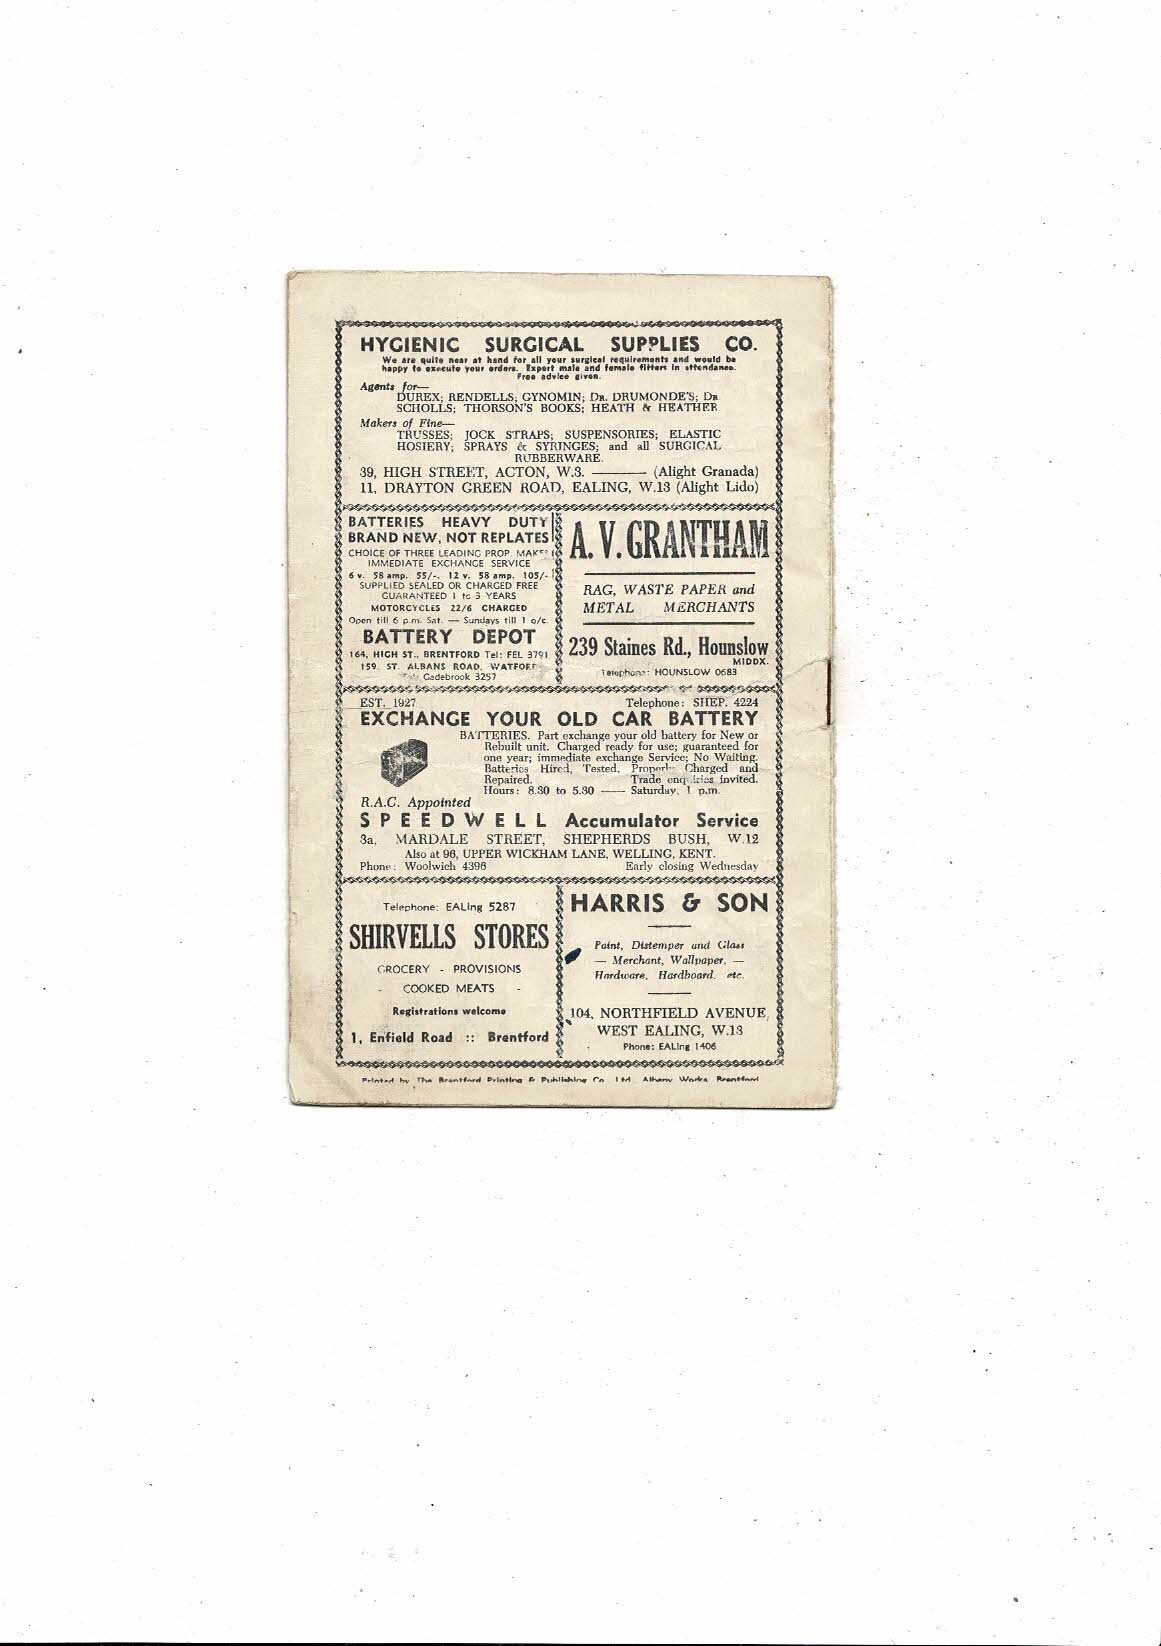 HYGIENIC SURGICAL SUPPLIES CO.
We are quite near at hand for all your surgical requirements and would be
happy to execute your orders. Expert male and female fitters in attendance.
Free advice given.
Agents for—
DUREX; RENDELLS; GYNOMIN; DR. DRUMONDE'S; DR
SCHOLLS; THORSON'S BOOKS; HEATH & HEATHER
Makers of Fine—
TRUSSES; JOCK STRAPS; SUSPENSORIES; ELASTIC
HOSIERY; SPRAYS & SYRINGES; and all SURGICAL
RUBBERWARE.
39, HIGH STREET, ACTON, W.3. ——— (Alight Granada)
11, DRAYTON GREEN ROAD, EALING, W.13 (Alight Lido)
BATTERIES HEAVY DUTY
BRAND NEW, NOT REPLATES
CHOICE OF THREE LEADING PROP. MAKES
IMMEDIATE EXCHANGE SERVICE
6 v. 58 amp. 55/-. 12 v. 58 amp. 105/-
SUPPLIED SEALED OR CHARGED FREE
GUARANTEED 1 to 3 YEARS
MOTORCYCLES 22/6 CHARGED
Open till 6 p.m. Sat. — Sundays till 1 o/c.
BATTERY DEPOT
164, HIGH ST., BRENTFORD Tel: FEL 3791
159 ST. ALBANS ROAD, WATFORD
Tel: Gadebrook 3257
A. V. GRANTHAM
RAG, WASTE PAPER and
METAL MERCHANTS
239 Staines Rd., Hounslow
MIDDX.
Telephone: HOUNSLOW 0683
EST. 1927 Telephone: SHEP. 4224
EXCHANGE YOUR OLD CAR BATTERY
BATTERIES. Part exchange your old battery for New or
Rebuilt unit. Charged ready for use; guaranteed for
one year; immediate exchange Service; No Waiting.
Batteries Hired, Tested, Properly Charged and
Repaired. Trade enquiries invited.
Hours: 8.30 to 5.30 —— Saturday, 1 p.m.
R.A.C. Appointed
SPEEDWELL Accumulator Service
3a, MARDALE STREET, SHEPHERDS BUSH, W.12
Also at 96, UPPER WICKHAM LANE, WELLING, KENT.
Phone: Woolwich 4396 Early closing Wednesday
Telephone: EALing 5287
SHIRVELLS STORES
GROCERY - PROVISIONS
- COOKED MEATS -
Registrations welcome
1, Enfield Road :: Brentford
HARRIS & SON
Paint, Distemper and Glass
— Merchant, Wallpaper, —
Hardware, Hardboard, etc.
104, NORTHFIELD AVENUE,
WEST EALING, W.13
Phone: EALing 1406
Printed by The Brentford Printing & Publishing Co. Ltd. Albany Works, Brentford